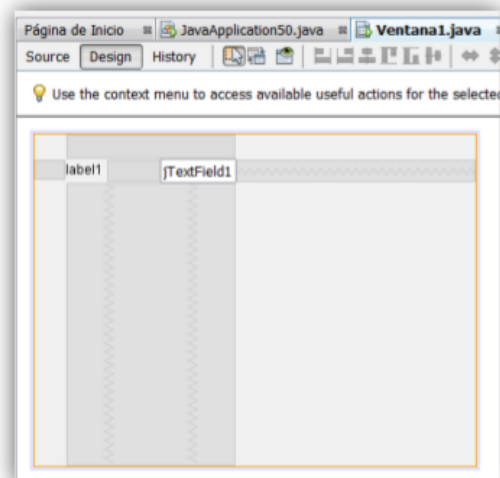 Página de Inicio JavaApplication50.java Ventana1.java
Source Design History
Use the context menu to access available useful actions for the selected
label1 jTextField1